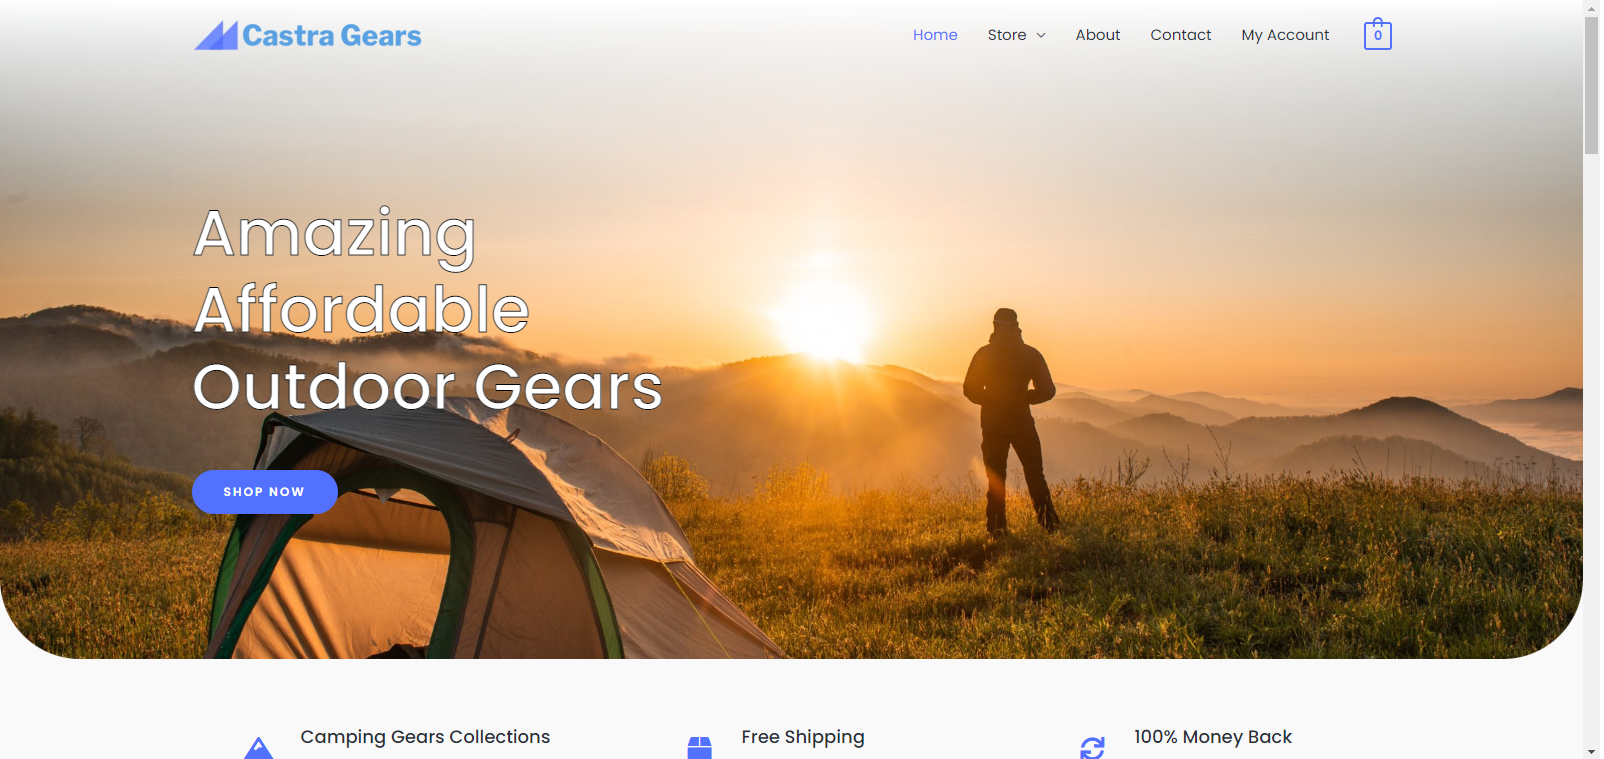 Castra Gears
Home Store About Contact My Account 0
Amazing
Affordable
Outdoor Gears
SHOP NOW
Camping Gears Collections Free Shipping 100% Money Back